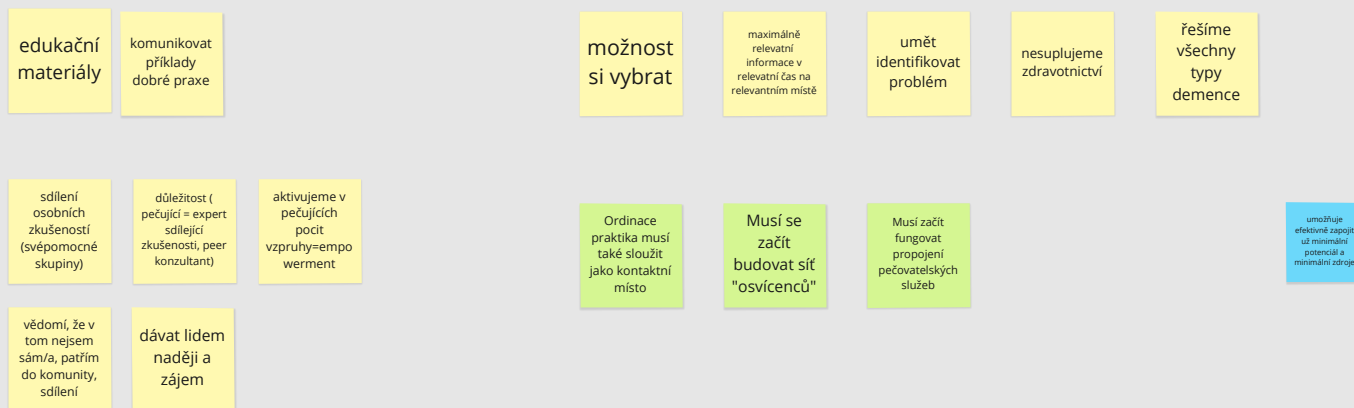 edukační
materiály
komunikovat
příklady
dobré praxe
možnost
si vybrat
maximálně
relevatní
informace v
relevatní čas na
relevantním místě
umět
identifikovat
problém
nesuplujeme
zdravotnictví
řešíme
všechny
typy
demence
sdílení
osobních
zkušeností
(svépomocné
skupiny)
důležitost (
pečující = expert
sdílející
zkušenosti, peer
konzultant)
aktivujeme v
pečujících
pocit
vzpruhy=empo
werment
Ordinace
praktika musí
také sloužit
jako kontaktní
místo
Musí se
začít
budovat síť
"osvícenců"
Musí začít
fungovat
propojení
pečovatelských
služeb
umožňuje
efektivně zapojit
už minimální
potenciál a
minimální zdroje
vědomí, že v
tom nejsem
sám/a, patřím
do komunity,
sdílení
dávat lidem
naději a
zájem